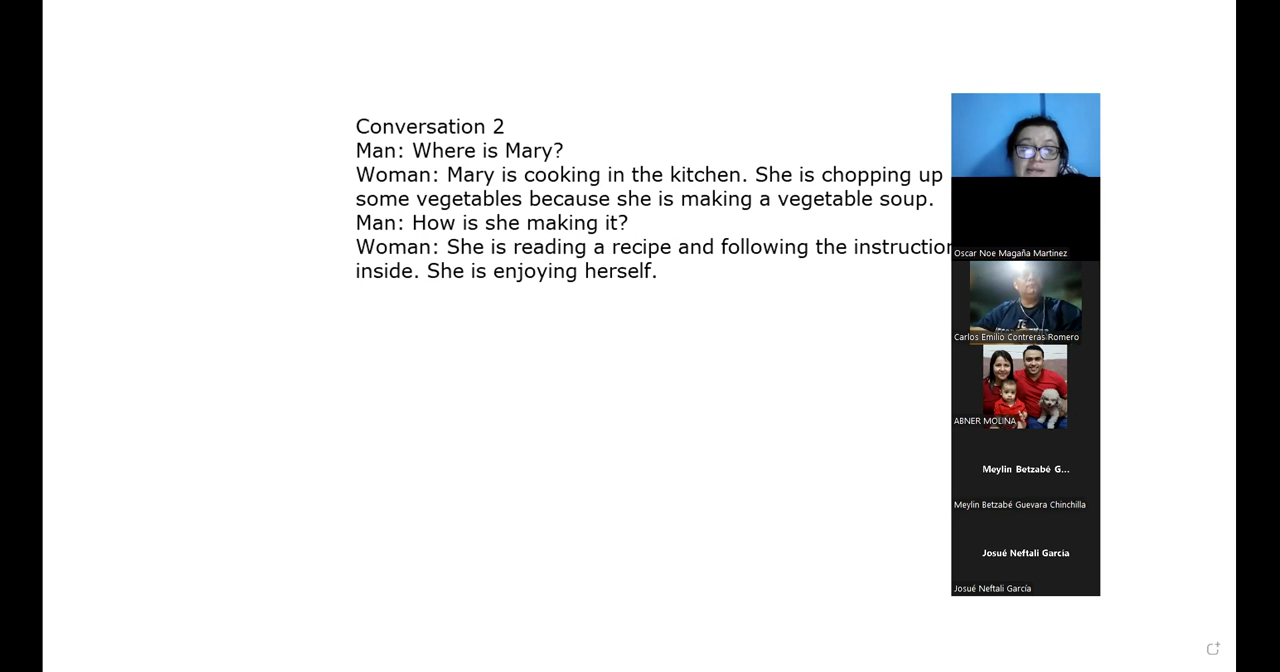 Conversation 2
Man: Where is Mary?
Woman: Mary is cooking in the kitchen. She is chopping up
some vegetables because she is making a vegetable soup.
Man: How is she making it?
Woman: She is reading a recipe and following the
inside. She is enjoying herself.
Oscar Noe Magaña Martinez
Carlos Emilio Contreras Romero
ABNER MOLINA
Meylin Betzabé G...
Meylin Betzabé Guevara Chinchilla
Josué Neftali García
Josué Neftali García